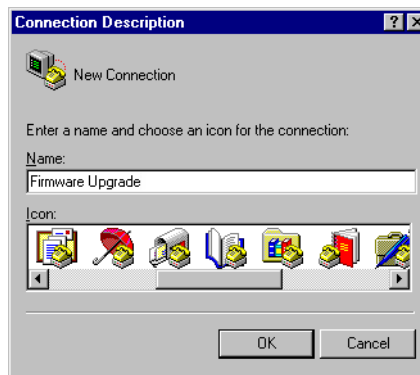 Connection Description
New Connection
Enter a name and choose an icon for the connection:
Name:
Firmware Upgrade
Icon:
OK Cancel